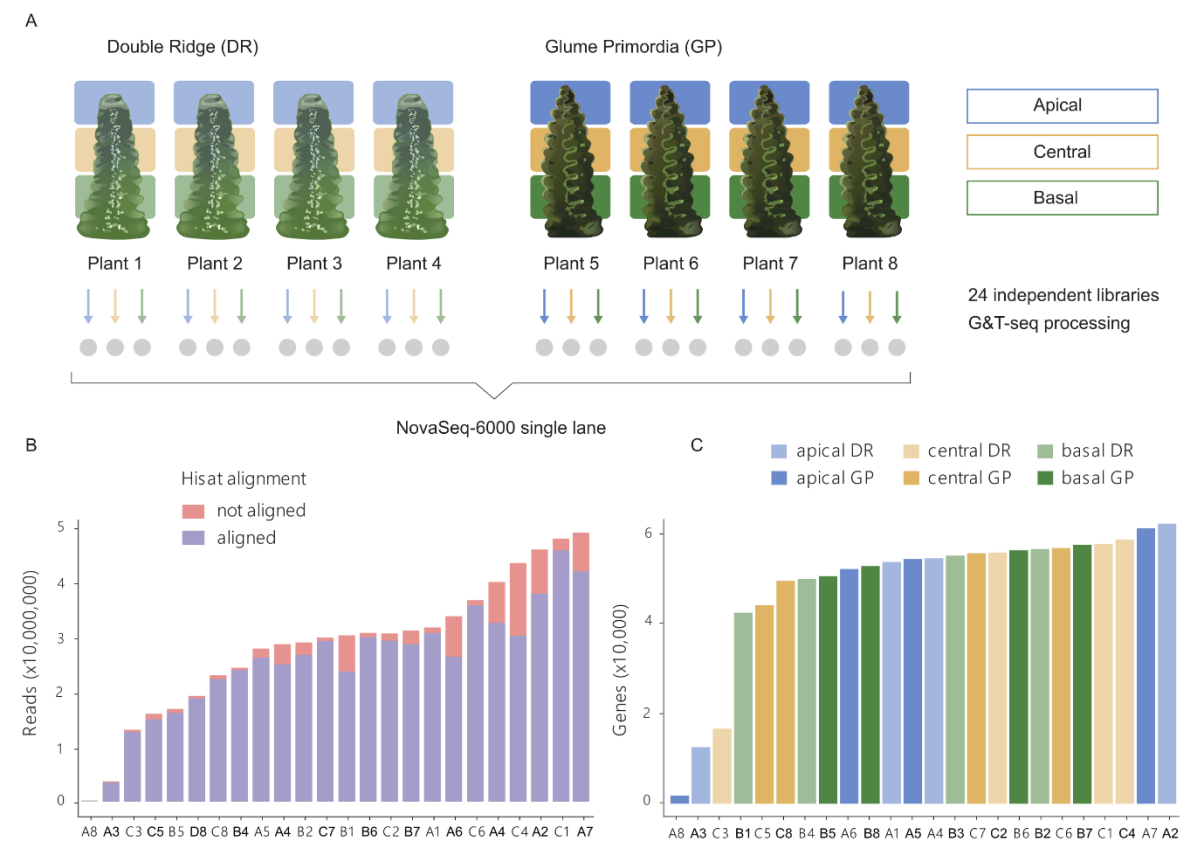 A
Double Ridge (DR)
Glume Primordia (GP)
Apical
Central
Basal
Plant 1
Plant 2
Plant 3
Plant 4
Plant 5
Plant 6
Plant 7
Plant 8
24 independent libraries
G&T-seq processing
NovaSeq-6000 single lane
B
Hisat alignment
not aligned
aligned
Reads (x10,000,000)
5
4
3
2
1
0
A8 A3 C3 C5 B5 D8 C8 B4 A5 A4 B2 C7 B1 B6 C2 B7 A1 A6 C6 A4 C4 A2 C1 A7
C
apical DR central DR basal DR
apical GP central GP basal GP
Genes (x10,000)
6
4
2
0
A8 A3 C3 B1 C5 C8 B4 B5 A6 B8 A1 A5 A4 B3 C7 C2 B6 B2 C6 B7 C1 C4 A7 A2